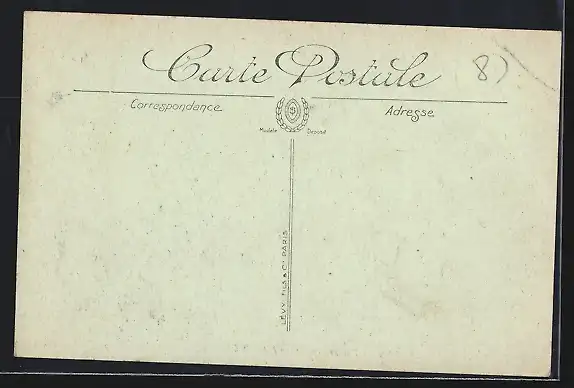 Carte Postale
8)
Correspondance
Adresse
Modèle Déposé
LÉVY FILS & Cie PARIS